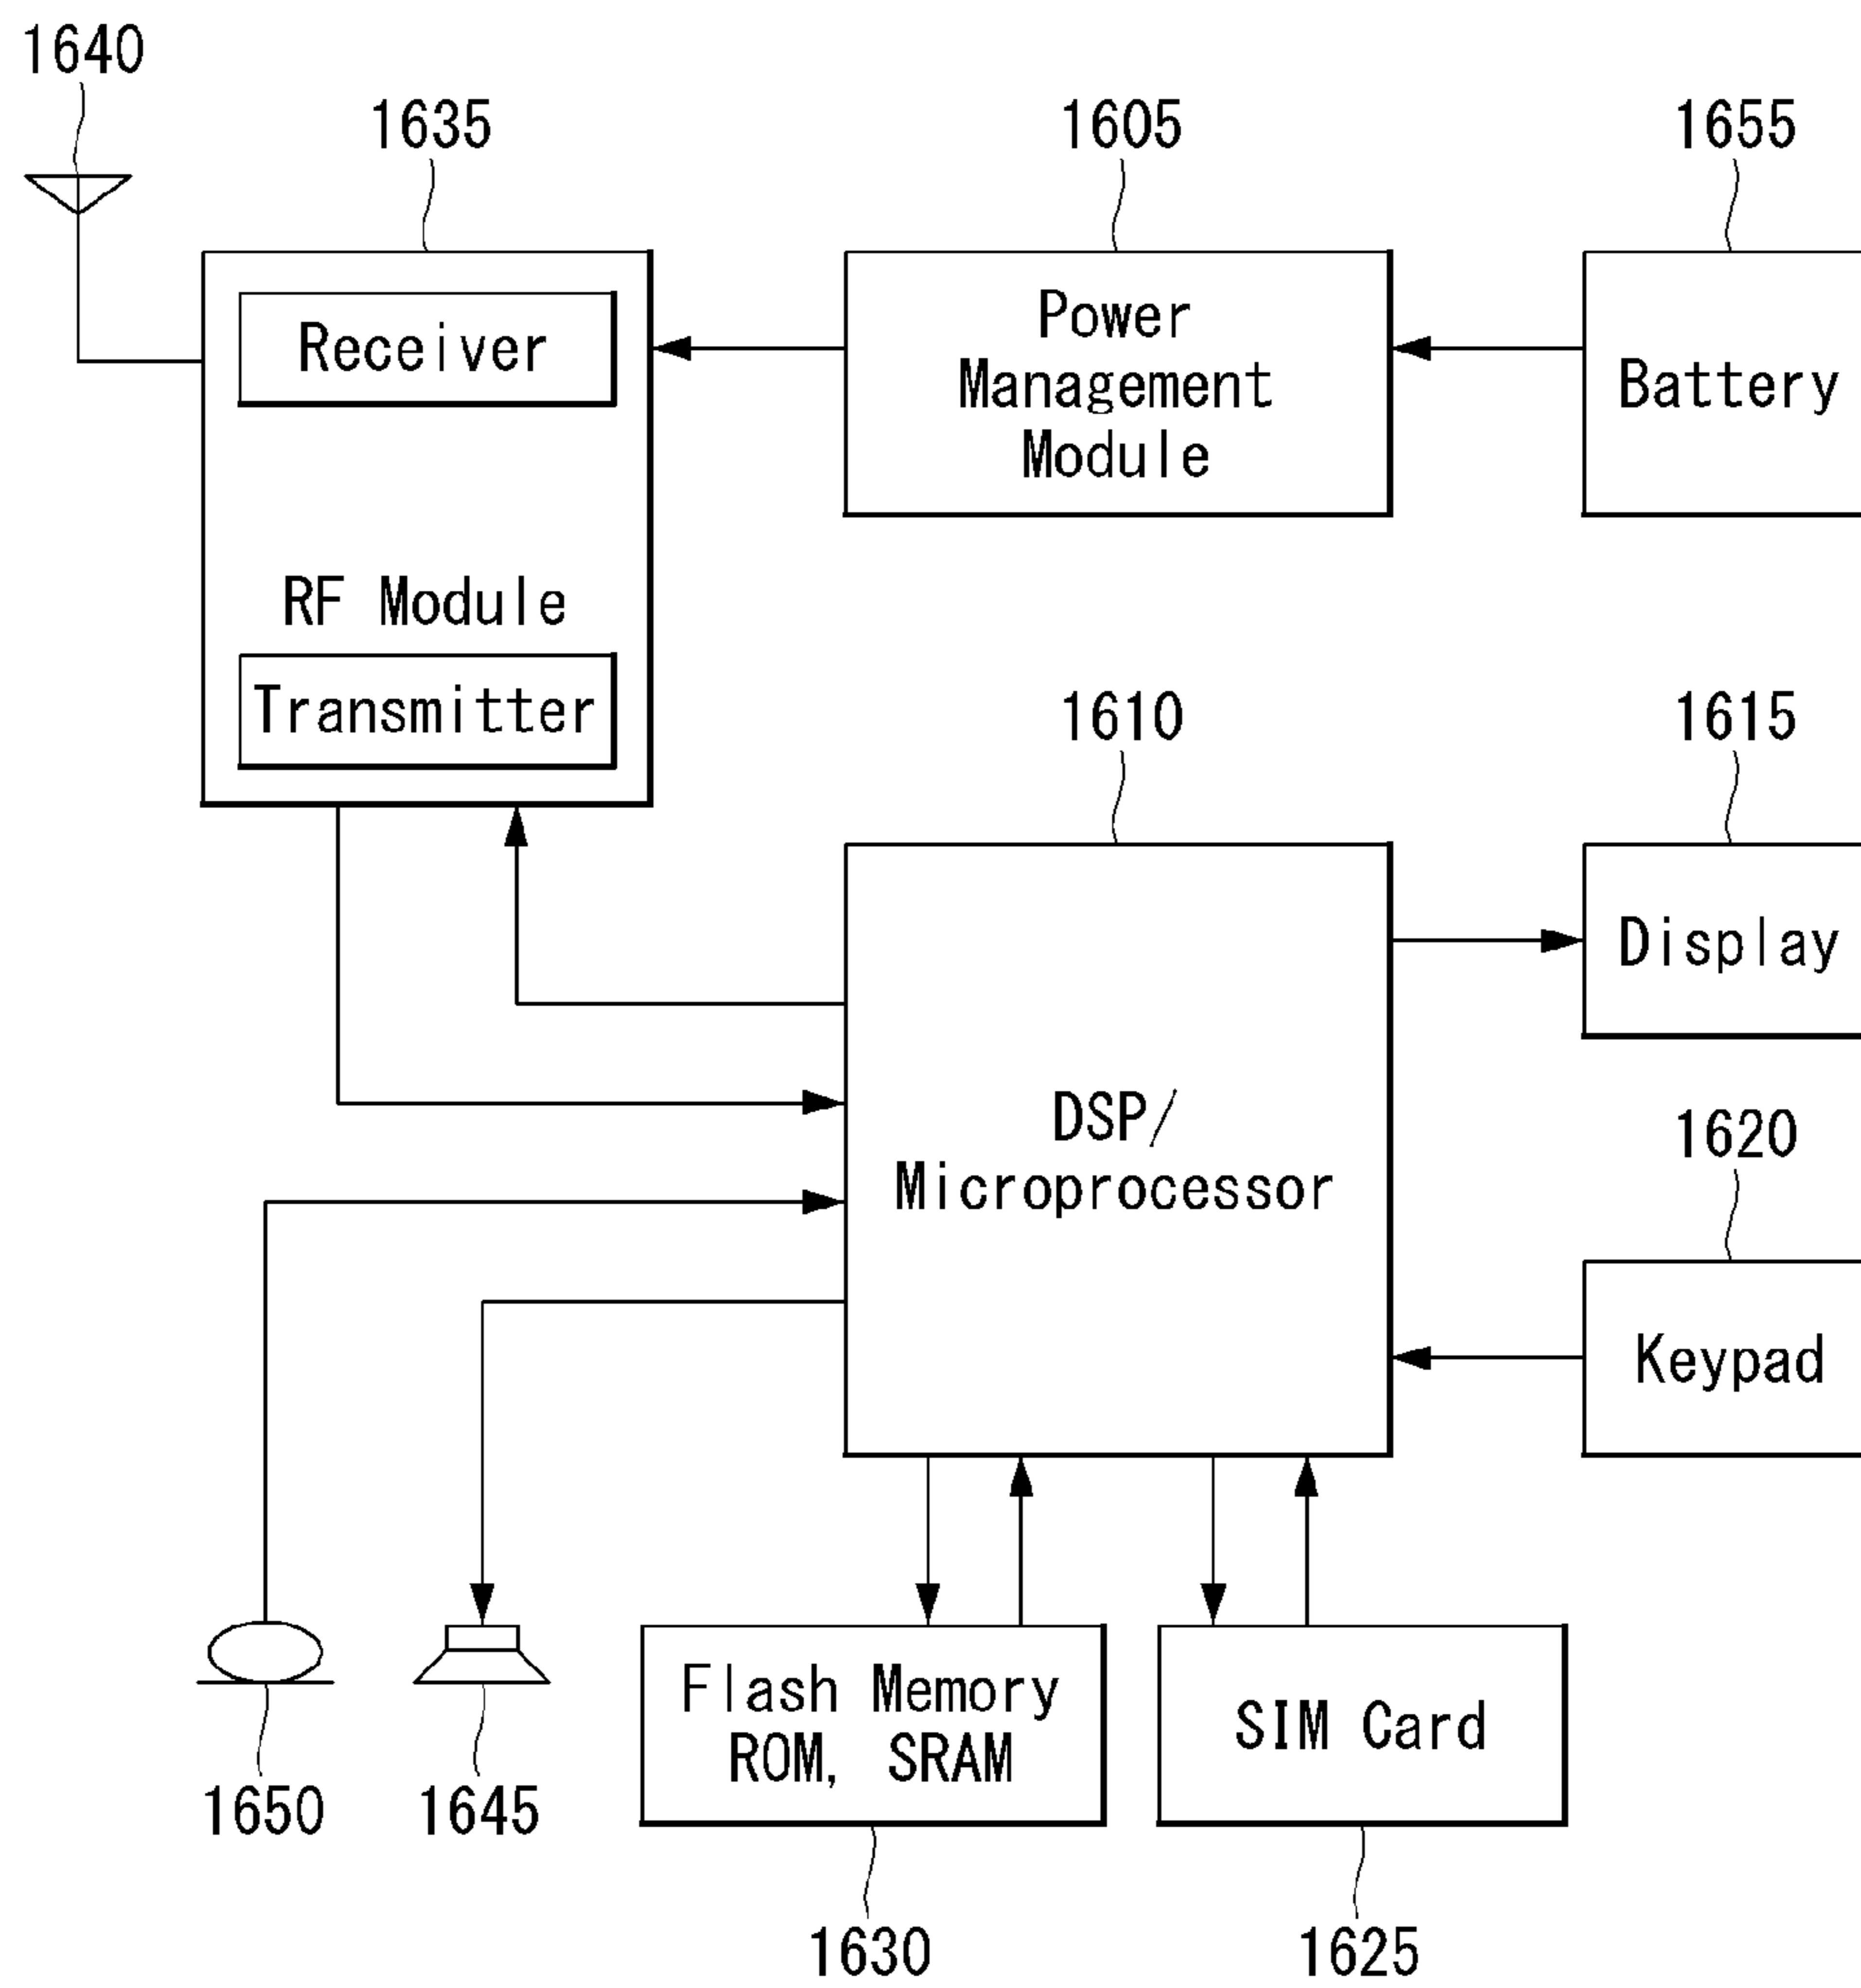 1640
1635
1605
1655
Receiver
RF Module
Transmitter
Power
Management
Module
Battery
1610
1615
DSP/
Microprocessor
Display
1620
Keypad
Flash Memory
ROM, SRAM
SIM Card
1650
1645
1630
1625